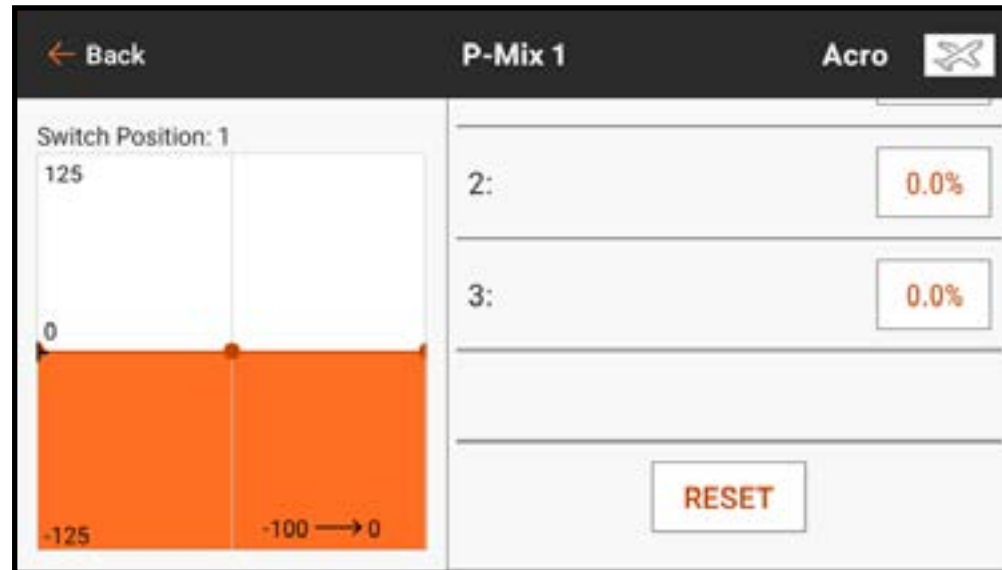 ← Back
P-Mix 1
Acro
Switch Position: 1
125
0
-125
-100 → 0
2:
0.0%
3:
0.0%
RESET